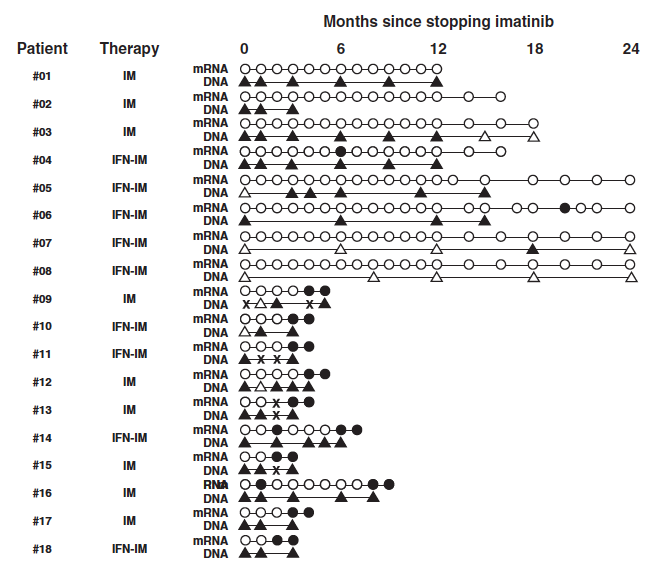 Months since stopping imatinib
Patient Therapy 0 6 12 18 24
#01 IM mRNA
DNA
#02 IM mRNA
DNA
#03 IM mRNA
DNA
#04 IFN-IM mRNA
DNA
#05 IFN-IM mRNA
DNA
#06 IFN-IM mRNA
DNA
#07 IFN-IM mRNA
DNA
#08 IFN-IM mRNA
DNA
#09 IM mRNA
DNA x x
#10 IFN-IM mRNA
DNA
#11 IFN-IM mRNA
DNA x x
#12 IM mRNA
DNA
#13 IM mRNA x
DNA x
#14 IFN-IM mRNA
DNA
#15 IM mRNA
DNA x
#16 IM
DNA
#17 IM mRNA
DNA
#18 IFN-IM mRNA
DNA